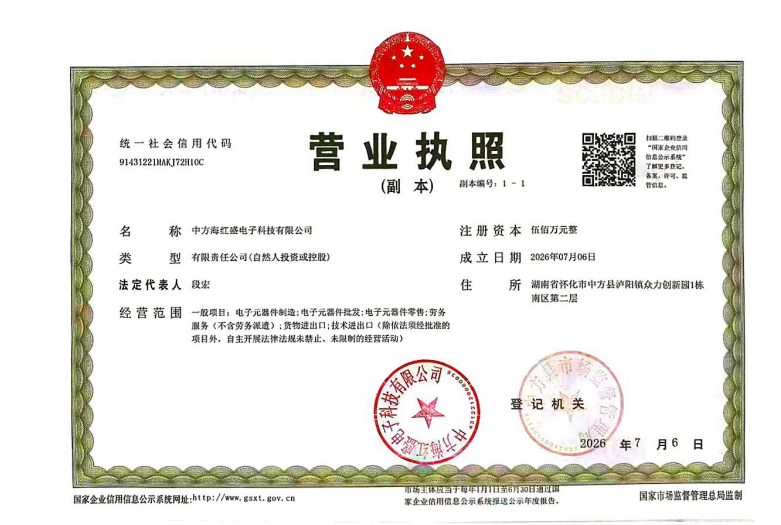 统一社会信用代码
91431221MAKJ72H10C
营业执照
(副 本)
副本编号：1－1
扫描二维码登录
“国家企业信用
信息公示系统”
了解更多登记、
备案、许可、监
管信息。
名 称 中方海红盛电子科技有限公司
类 型 有限责任公司(自然人投资或控股)
法定代表人 段宏
经营范围 一般项目：电子元器件制造；电子元器件批发；电子元器件零售；劳务
服务（不含劳务派遣）；货物进出口；技术进出口（除依法须经批准的
项目外，自主开展法律法规未禁止、未限制的经营活动）
注册资本 伍佰万元整
成立日期 2026年07月06日
住 所 湖南省怀化市中方县泸阳镇众力创新园1栋
南区第二层
中方海红盛电子科技有限公司
中方县市场监督管理局
登记机关
2026 年 7 月 6 日
国家企业信用信息公示系统网址：http://www.gsxt.gov.cn
市场主体应当于每年1月1日至6月30日通过国
家企业信用信息公示系统报送公示年度报告。
国家市场监督管理总局监制